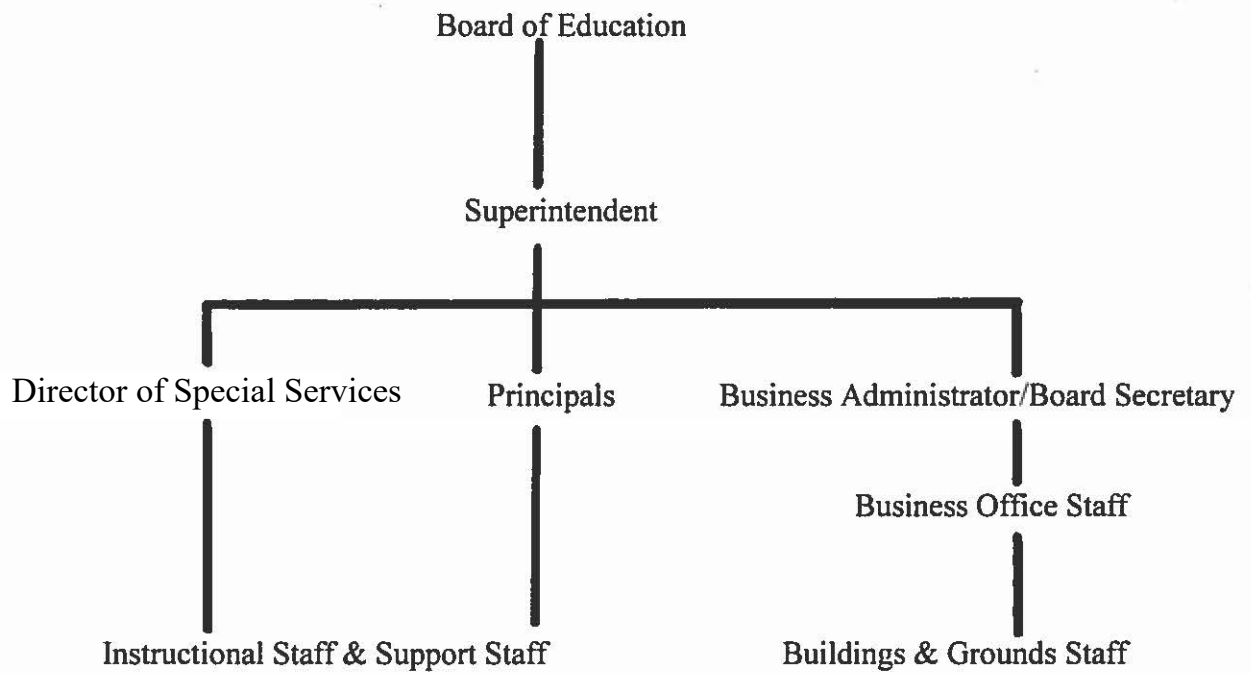 Board of Education
Superintendent
Director of Special Services
Principals
Business Administrator/Board Secretary
Business Office Staff
Instructional Staff & Support Staff
Buildings & Grounds Staff